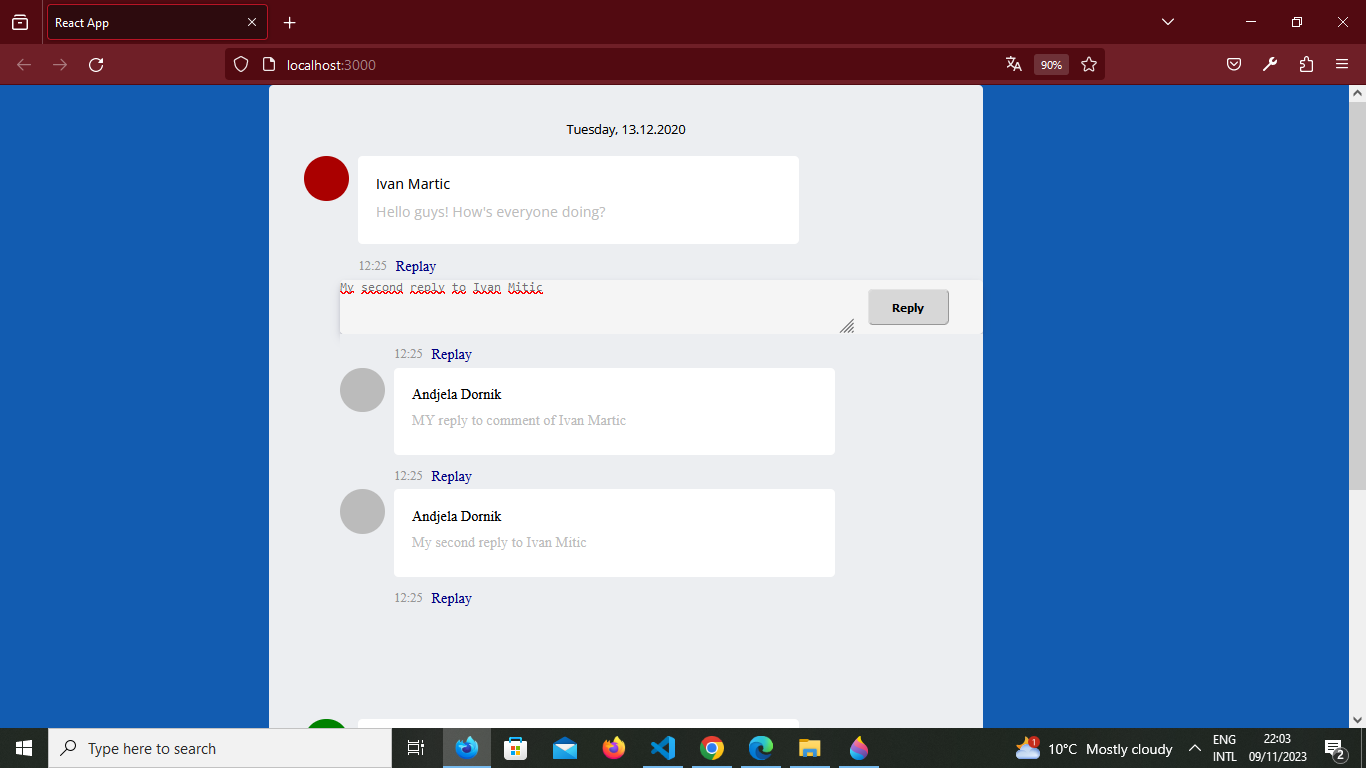 React App
localhost:3000
90%
Tuesday, 13.12.2020
Ivan Martic
Hello guys! How's everyone doing?
12:25 Replay
My second reply to Ivan Mitic
Reply
12:25 Replay
Andjela Dornik
MY reply to comment of Ivan Martic
12:25 Replay
Andjela Dornik
My second reply to Ivan Mitic
12:25 Replay
Type here to search
1
10°C Mostly cloudy
ENG
INTL
22:03
09/11/2023
2